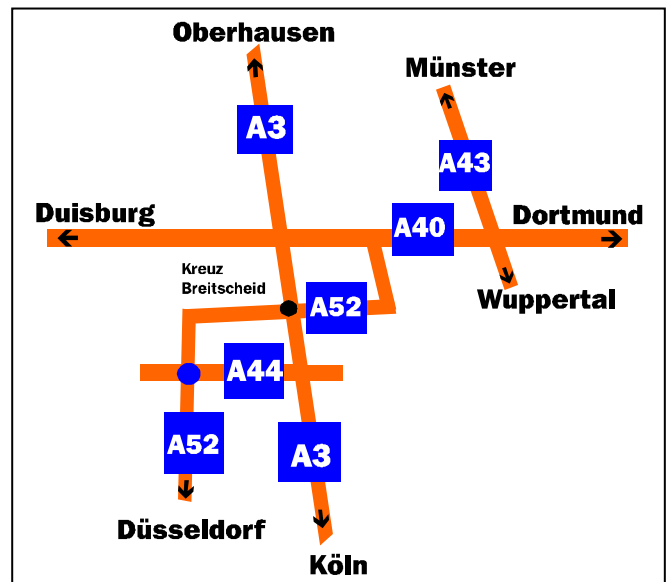 Oberhausen
Münster
A3
A43
Duisburg
A40
Dortmund
Kreuz
Breitscheid
A52
Wuppertal
A44
A52
A3
Düsseldorf
Köln